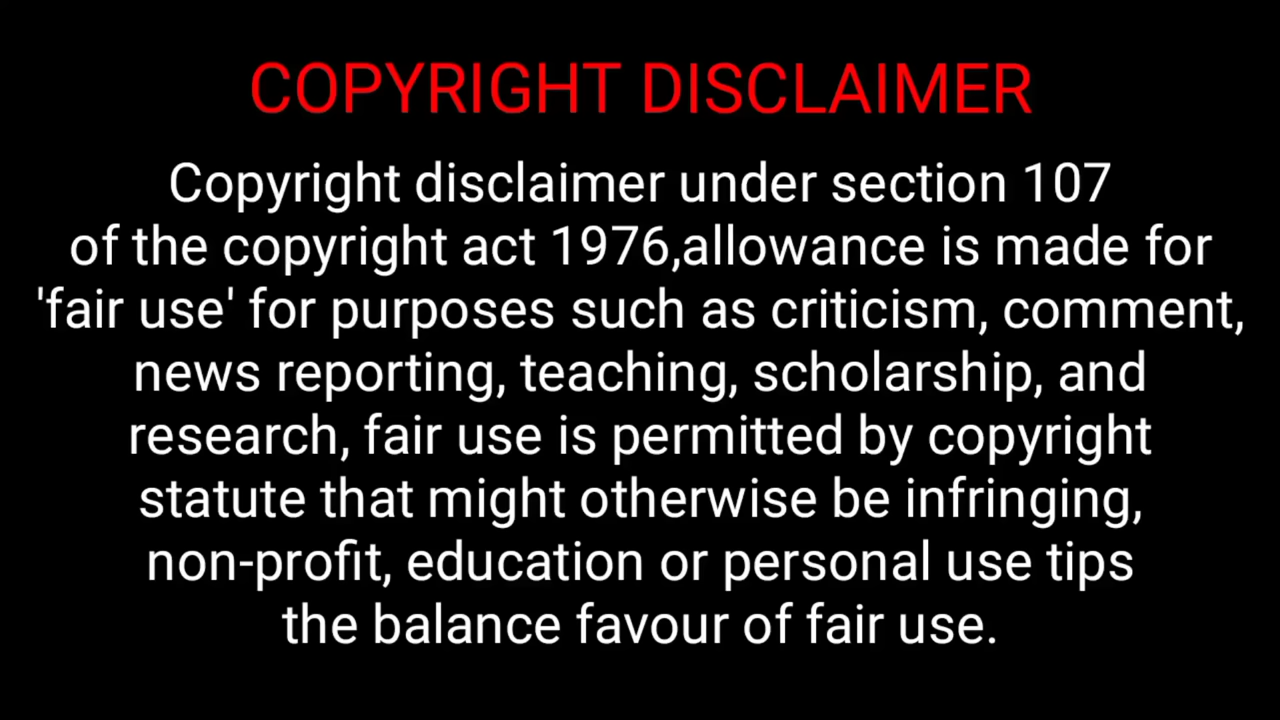 COPYRIGHT DISCLAIMER
Copyright disclaimer under section 107
of the copyright act 1976,allowance is made for
'fair use' for purposes such as criticism, comment,
news reporting, teaching, scholarship, and
research, fair use is permitted by copyright
statute that might otherwise be infringing,
non-profit, education or personal use tips
the balance favour of fair use.